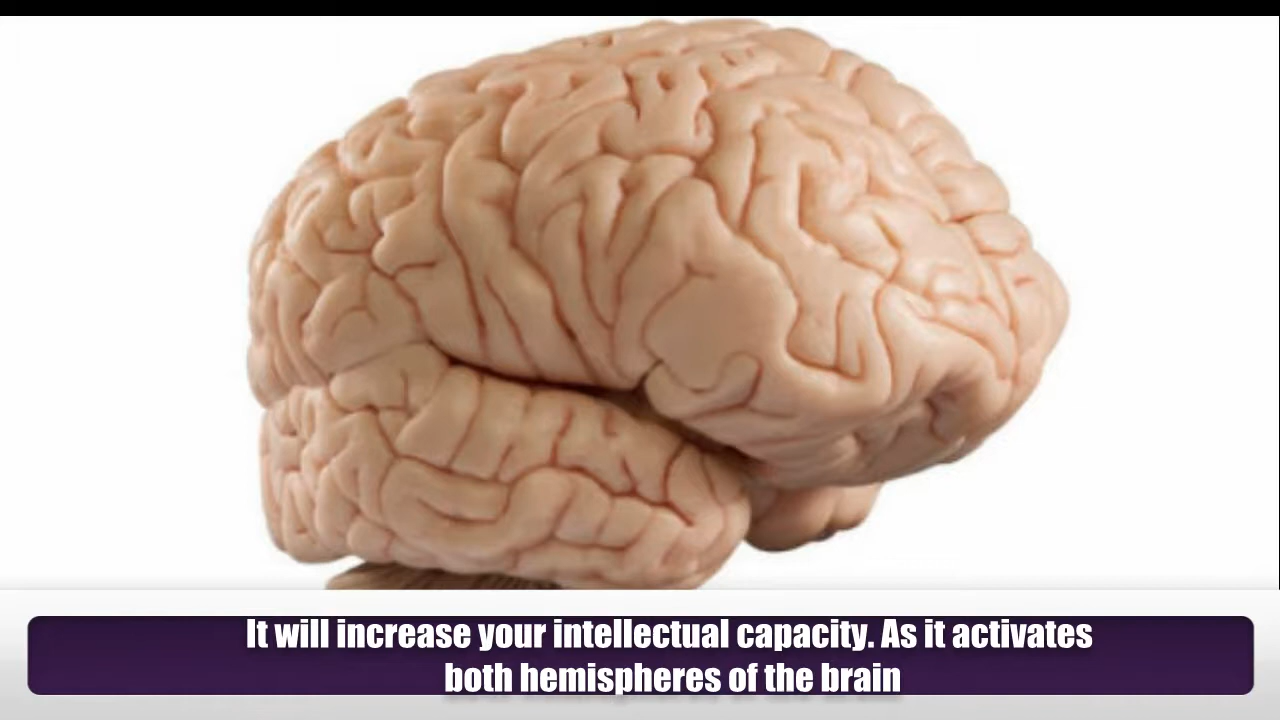 It will increase your intellectual capacity. As it activates
both hemispheres of the brain